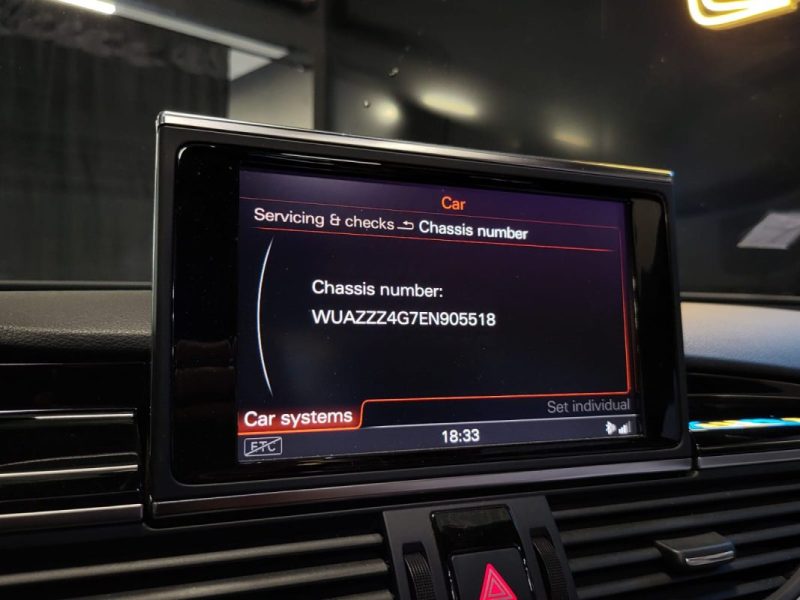 Car
Servicing & checks Chassis number
Chassis number:
WUAZZZ4G7EN905518
Set individual
Car systems
ETC 18:33